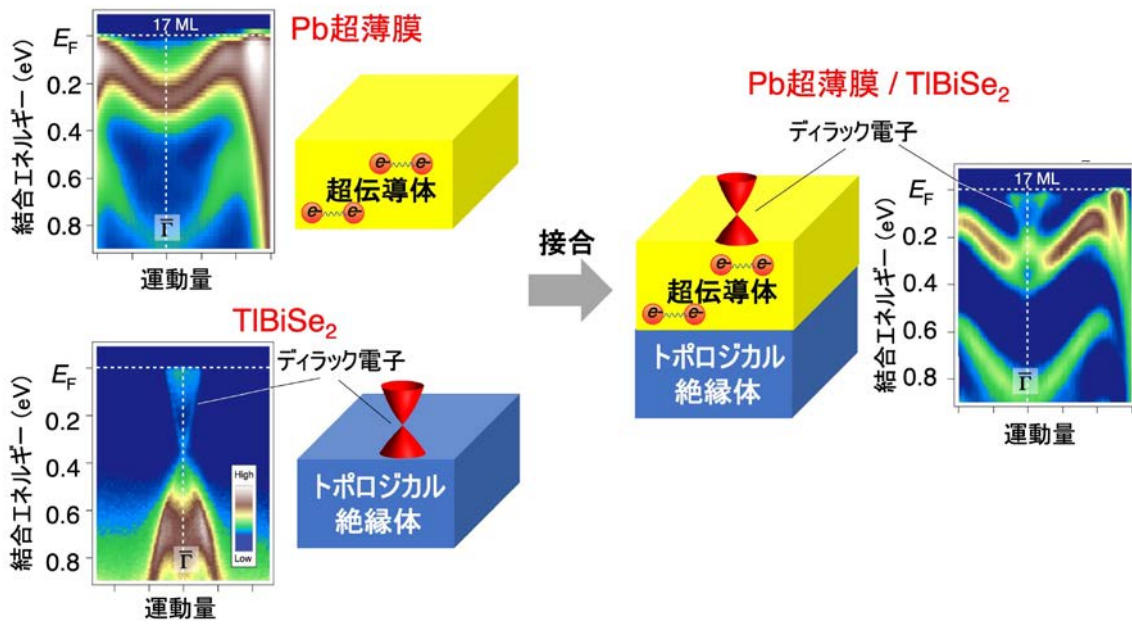 17 ML
Pb超薄膜
E_F
0.2
0.4
0.6
0.8
結合エネルギー (eV)
Γ̅
運動量
e- e-
超伝導体
e- e-
TlBiSe₂
ディラック電子
E_F
0.2
0.4
0.6
0.8
結合エネルギー (eV)
High
Low
Γ̅
運動量
トポロジカル
絶縁体
接合
Pb超薄膜 / TlBiSe₂
ディラック電子
e- e-
超伝導体
e- e-
トポロジカル
絶縁体
17 ML
E_F
0.2
0.4
0.6
0.8
結合エネルギー (eV)
Γ̅
運動量